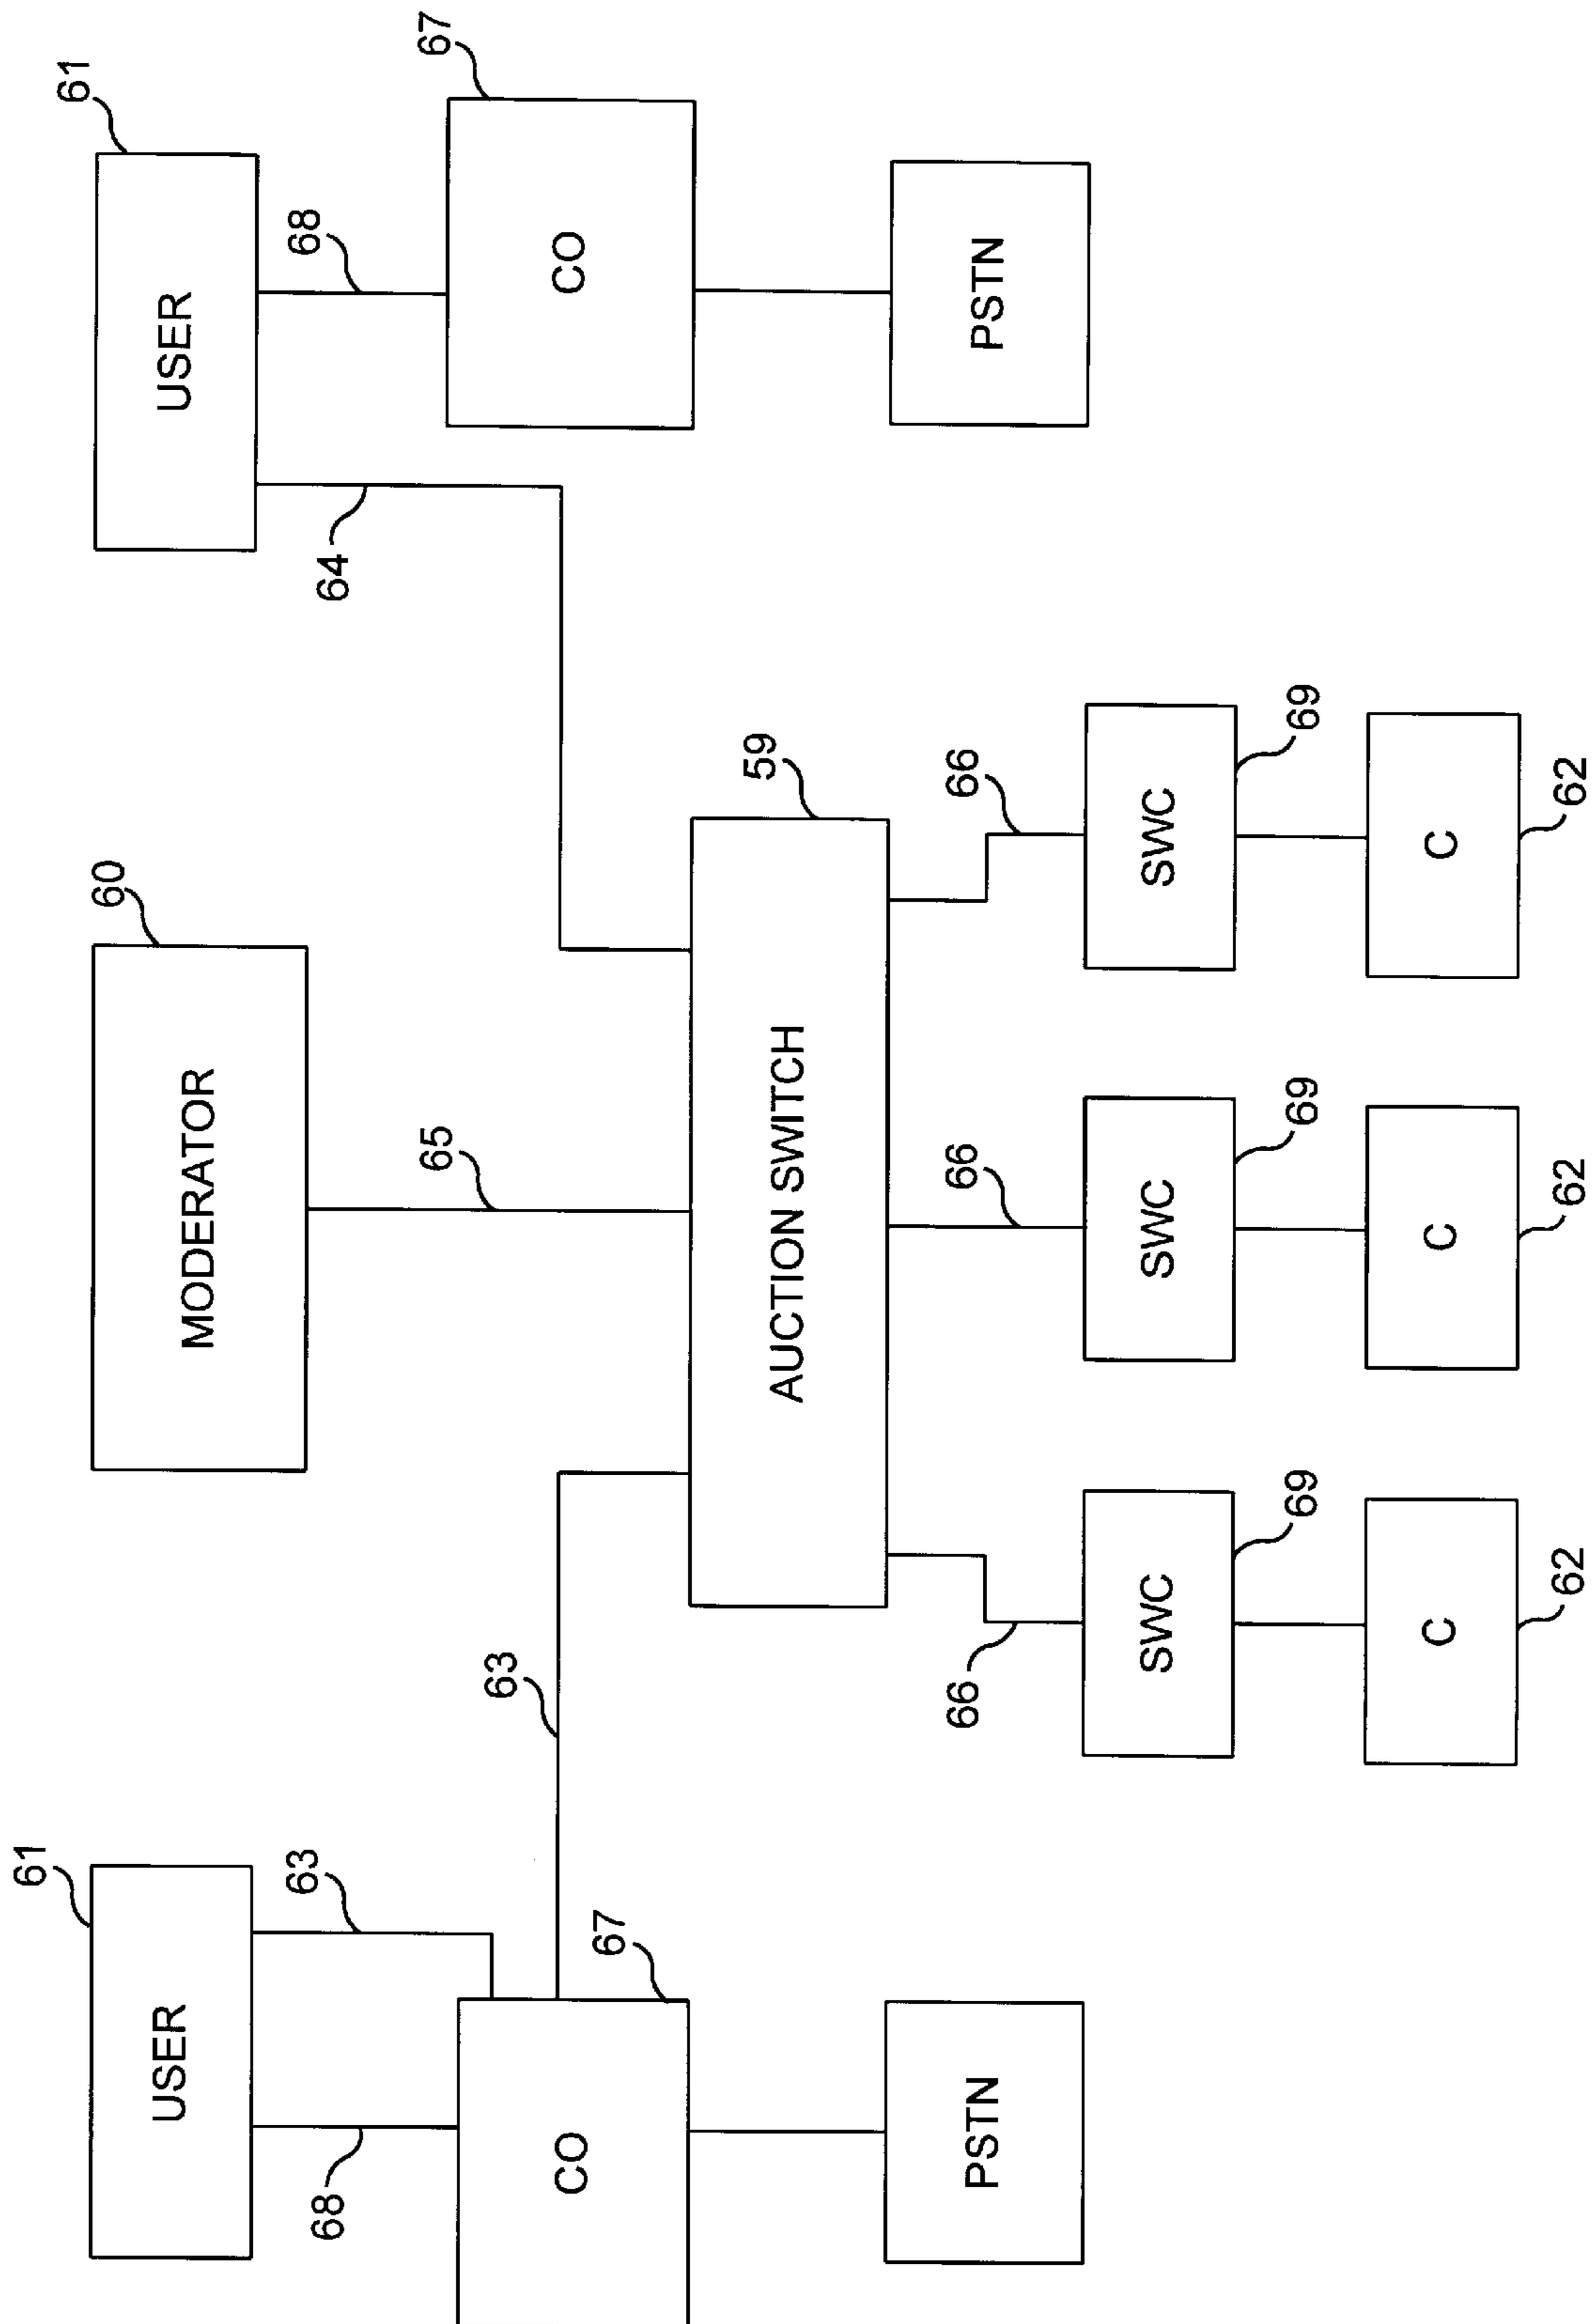 61
60
61
USER
MODERATOR
USER
68
63
65
64
68
67
63
67
CO
CO
59
AUCTION SWITCH
PSTN
PSTN
66
66
66
SWC
SWC
SWC
69
69
69
C
C
C
62
62
62